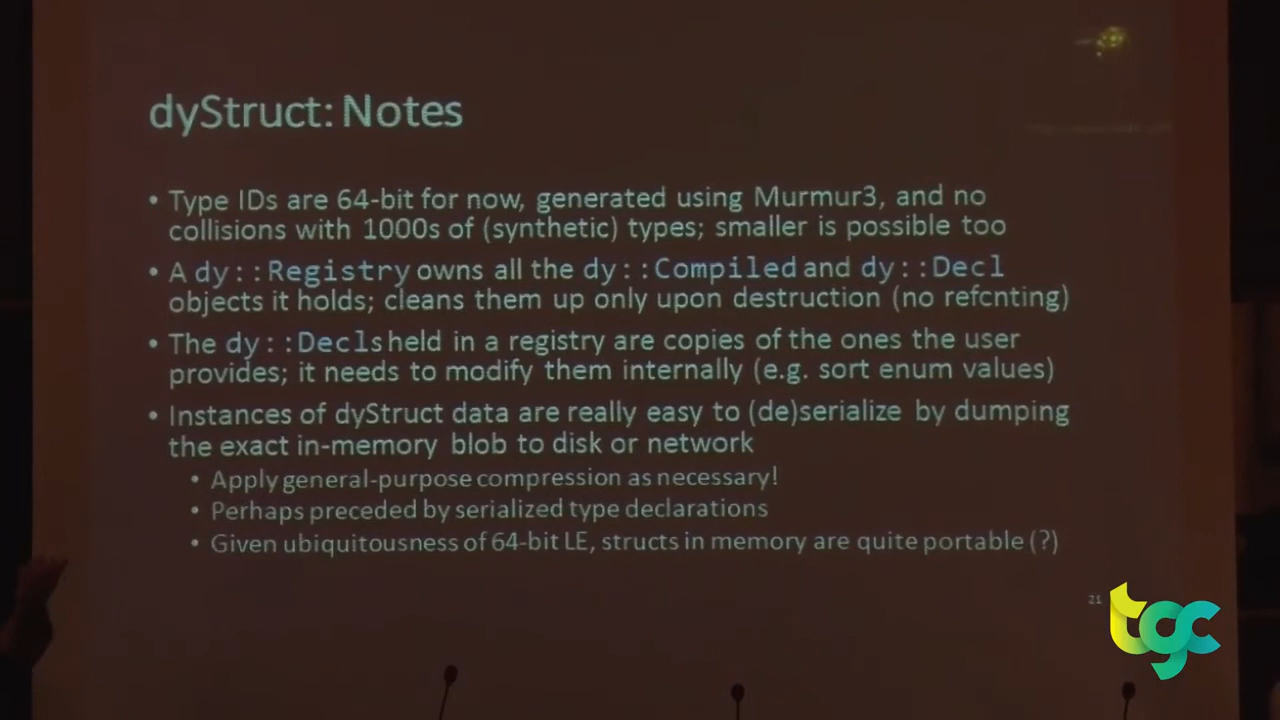 dyStruct: Notes
• Type IDs are 64-bit for now, generated using Murmur3, and no
collisions with 1000s of (synthetic) types; smaller is possible too
• A dy::Registry owns all the dy::Compiled and dy::Decl
objects it holds; cleans them up only upon destruction (no refcnting)
• The dy::Decls held in a registry are copies of the ones the user
provides; it needs to modify them internally (e.g. sort enum values)
• Instances of dyStruct data are really easy to (de)serialize by dumping
the exact in-memory blob to disk or network
• Apply general-purpose compression as necessary!
• Perhaps preceded by serialized type declarations
• Given ubiquitousness of 64-bit LE, structs in memory are quite portable (?)
21
tgc